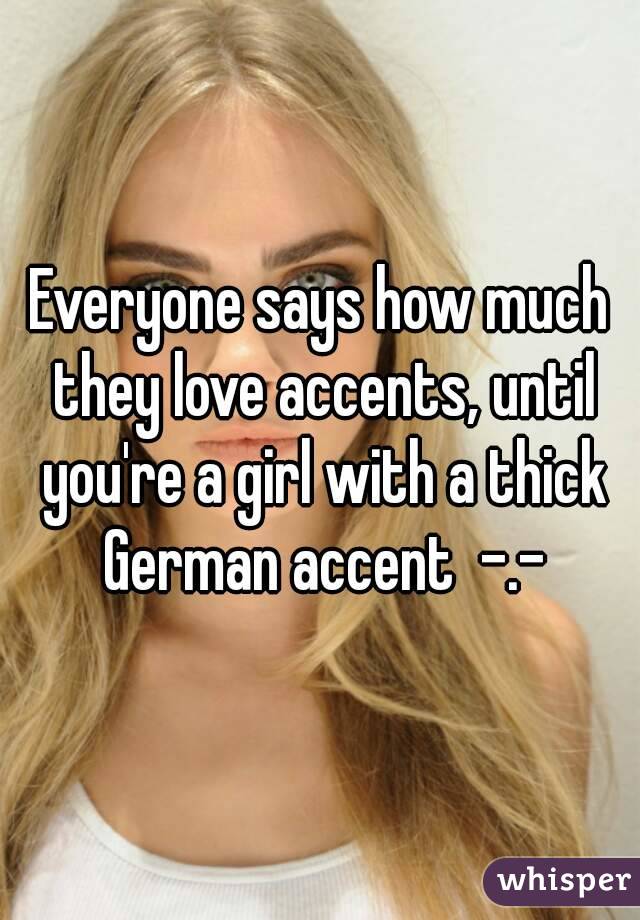 Everyone says how much
they love accents, until
you're a girl with a thick
German accent  -.-
whisper